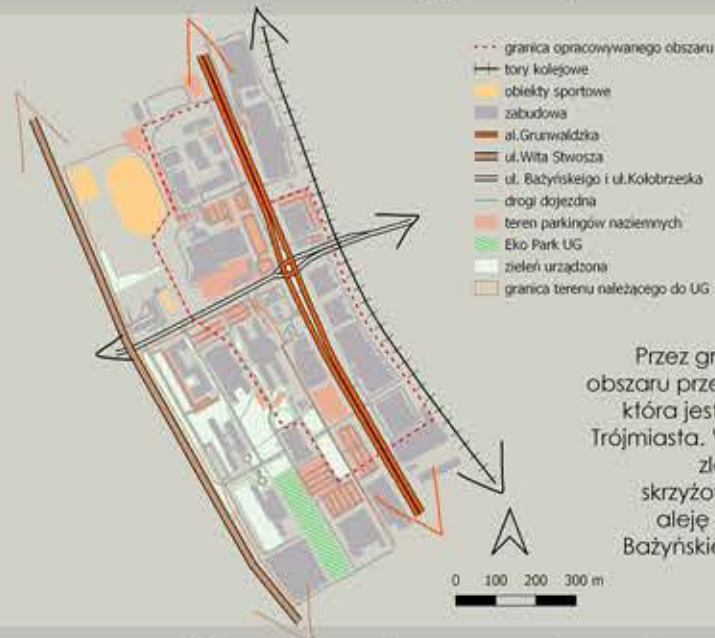 granica opracowywanego obszaru
tory kolejowe
obiekty sportowe
zabudowa
al.Grunwaldzka
ul.Wita Stwosza
ul. Bażyńskeigo i ul.Kołobrzeska
drogi dojezdna
teren parkingów naziemnych
Eko Park UG
zieleń urządzona
granica terenu należącego do UG
Przez gr
obszaru prze
która jest
Trójmiasta.
zl
skrzyżo
aleję
Bażyńskie
0 100 200 300 m